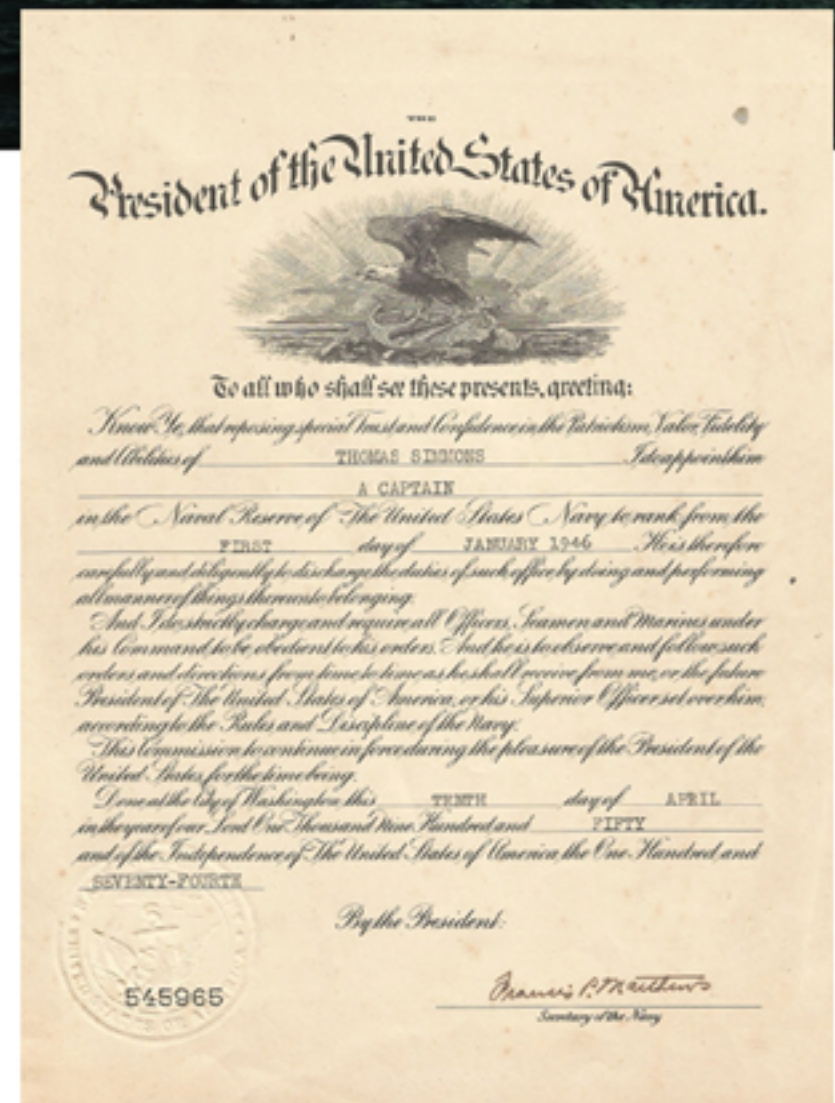 THE
President of the United States of America.
To all who shall see these presents, greeting:
Know Ye, that reposing special Trust and Confidence in the Patriotism, Valor, Fidelity
and Abilities of THOMAS SIMMONS I do appoint him
A CAPTAIN
in the Naval Reserve of The United States Navy to rank from the
FIRST day of JANUARY 1946 He is therefore
carefully and diligently to discharge the duties of such office by doing and performing
all manner of things thereunto belonging.
And I do strictly charge and require all Officers, Seamen and Marines under
his Command to be obedient to his orders. And he is to observe and follow such
orders and directions from time to time as he shall receive from me, or the future
President of The United States of America, or his Superior Officer set over him,
according to the Rules and Discipline of the Navy.
This Commission to continue in force during the pleasure of the President of the
United States, for the time being.
Done at the City of Washington this TENTH day of APRIL
in the year of our Lord One Thousand Nine Hundred and FIFTY
and of the Independence of The United States of America the One Hundred and
SEVENTY-FOURTH
By the President:
545965
Francis P. Matthews
Secretary of the Navy